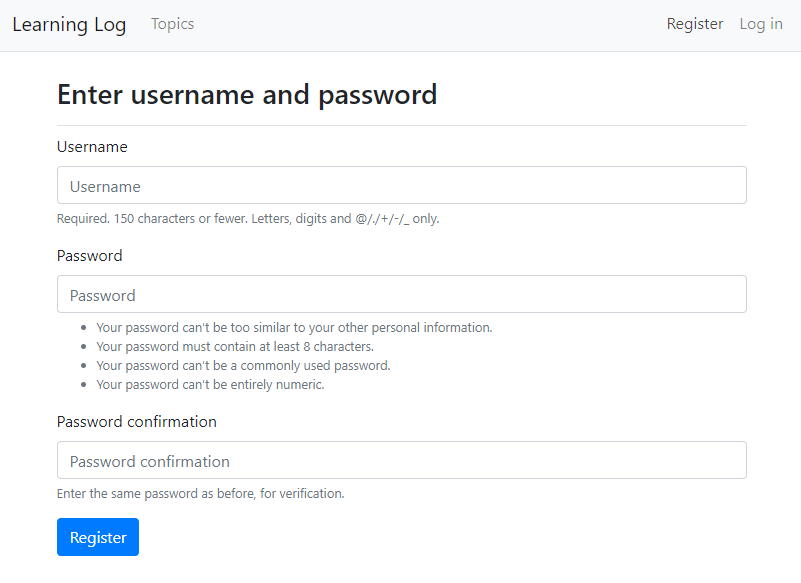 Learning Log Topics Register Log in
Enter username and password
Username
Username
Required. 150 characters or fewer. Letters, digits and @/./+/-/_ only.
Password
Password
• Your password can't be too similar to your other personal information.
• Your password must contain at least 8 characters.
• Your password can't be a commonly used password.
• Your password can't be entirely numeric.
Password confirmation
Password confirmation
Enter the same password as before, for verification.
Register